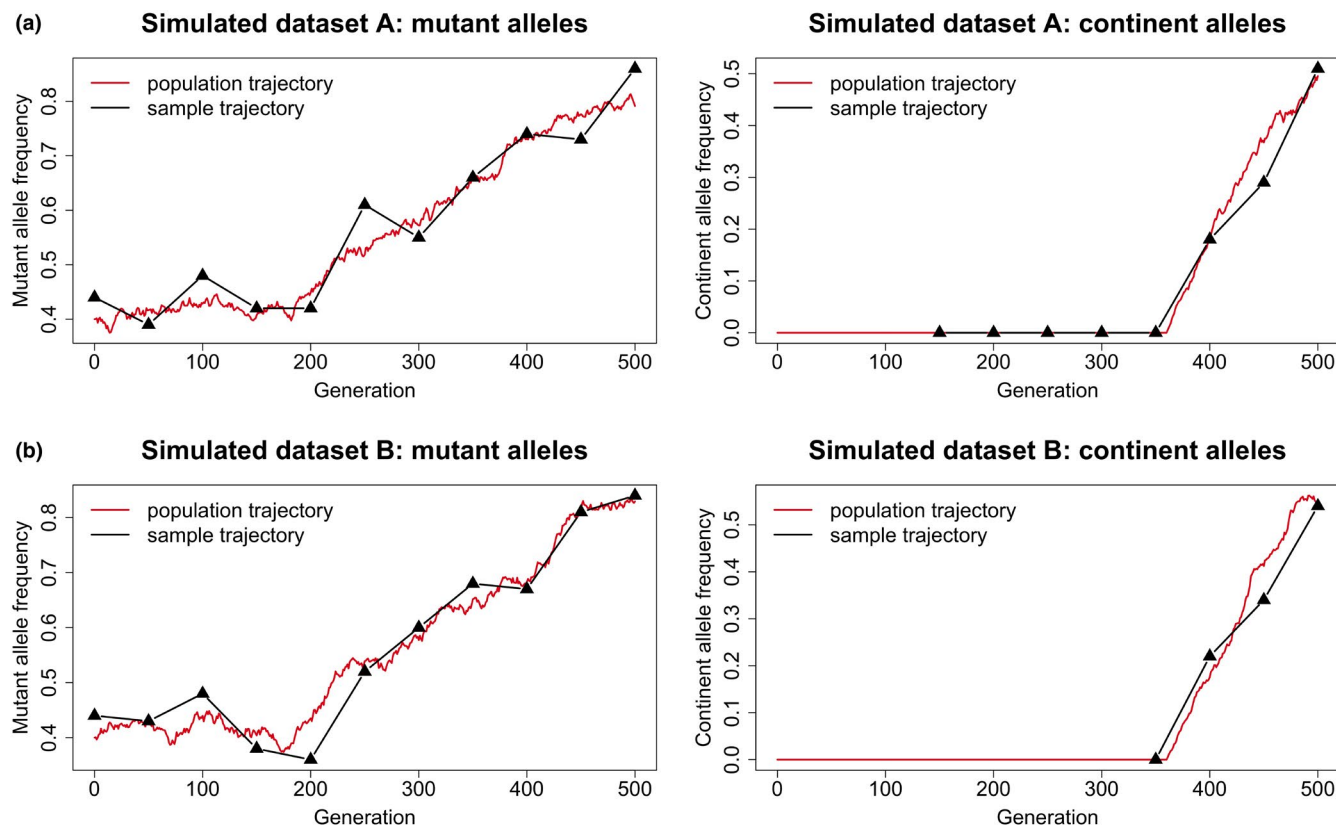 (a)
Simulated dataset A: mutant alleles
population trajectory
sample trajectory
Mutant allele frequency
0.8
0.7
0.6
0.5
0.4
0 100 200 300 400 500
Generation
Simulated dataset A: continent alleles
population trajectory
sample trajectory
Continent allele frequency
0.5
0.4
0.3
0.2
0.1
0.0
0 100 200 300 400 500
Generation
(b)
Simulated dataset B: mutant alleles
population trajectory
sample trajectory
Mutant allele frequency
0.8
0.7
0.6
0.5
0.4
0 100 200 300 400 500
Generation
Simulated dataset B: continent alleles
population trajectory
sample trajectory
Continent allele frequency
0.5
0.4
0.3
0.2
0.1
0.0
0 100 200 300 400 500
Generation